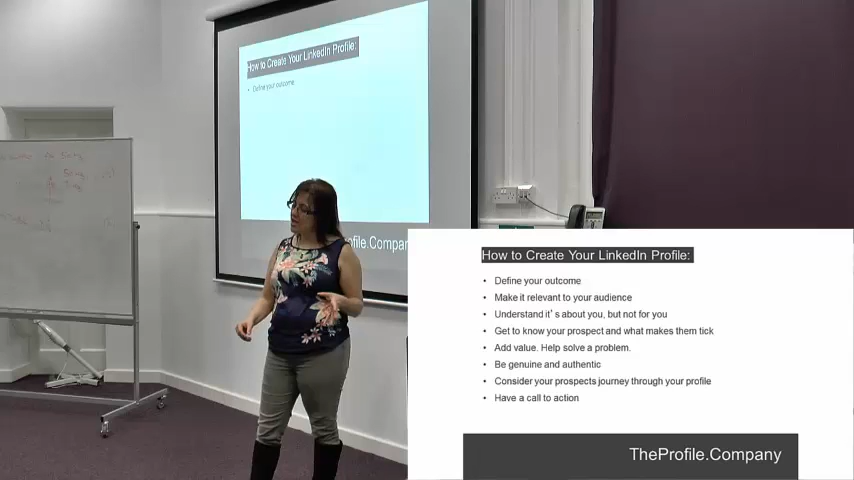 How to Create Your LinkedIn Profile:
• Define your outcome
ofile.Compan
How to Create Your LinkedIn Profile:
• Define your outcome
• Make it relevant to your audience
• Understand it's about you, but not for you
• Get to know your prospect and what makes them tick
• Add value. Help solve a problem.
• Be genuine and authentic
• Consider your prospects journey through your profile
• Have a call to action
TheProfile.Company